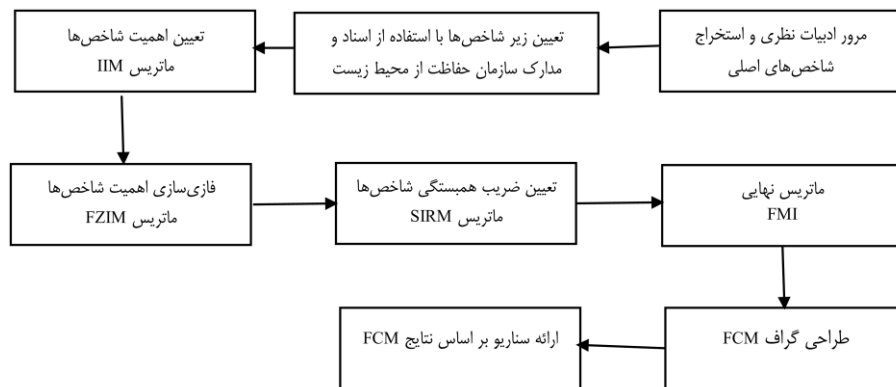 مرور ادبیات نظری و استخراج
شاخص‌های اصلی
تعیین زیر شاخص‌ها با استفاده از اسناد و
مدارک سازمان حفاظت از محیط زیست
تعیین اهمیت شاخص‌ها
ماتریس IIM
فازی‌سازی اهمیت شاخص‌ها
ماتریس FZIM
تعیین ضریب همبستگی شاخص‌ها
ماتریس SIRM
ماتریس نهایی
FMI
طراحی گراف FCM
ارائه سناریو بر اساس نتایج FCM